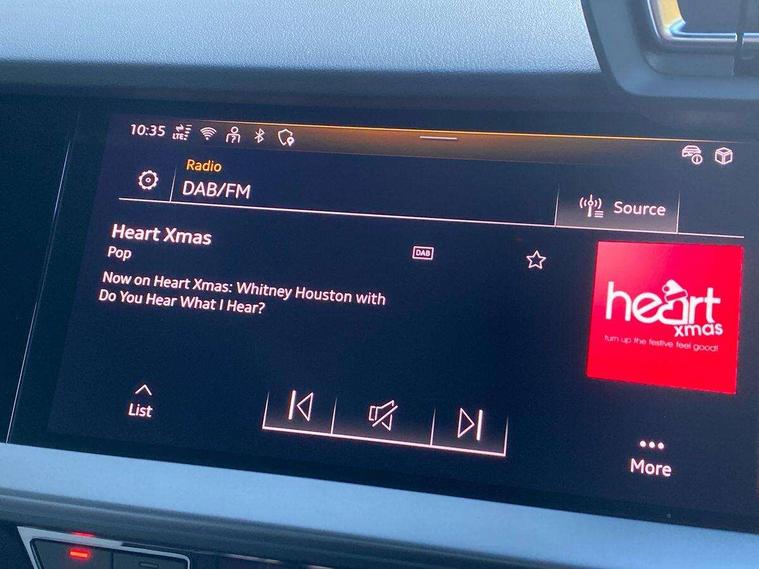 10:35 LTE
Radio
DAB/FM
Source
Heart Xmas
Pop
DAB
Now on Heart Xmas: Whitney Houston with
Do You Hear What I Hear?
heart
xmas
turn up the festive feel good!
List
More